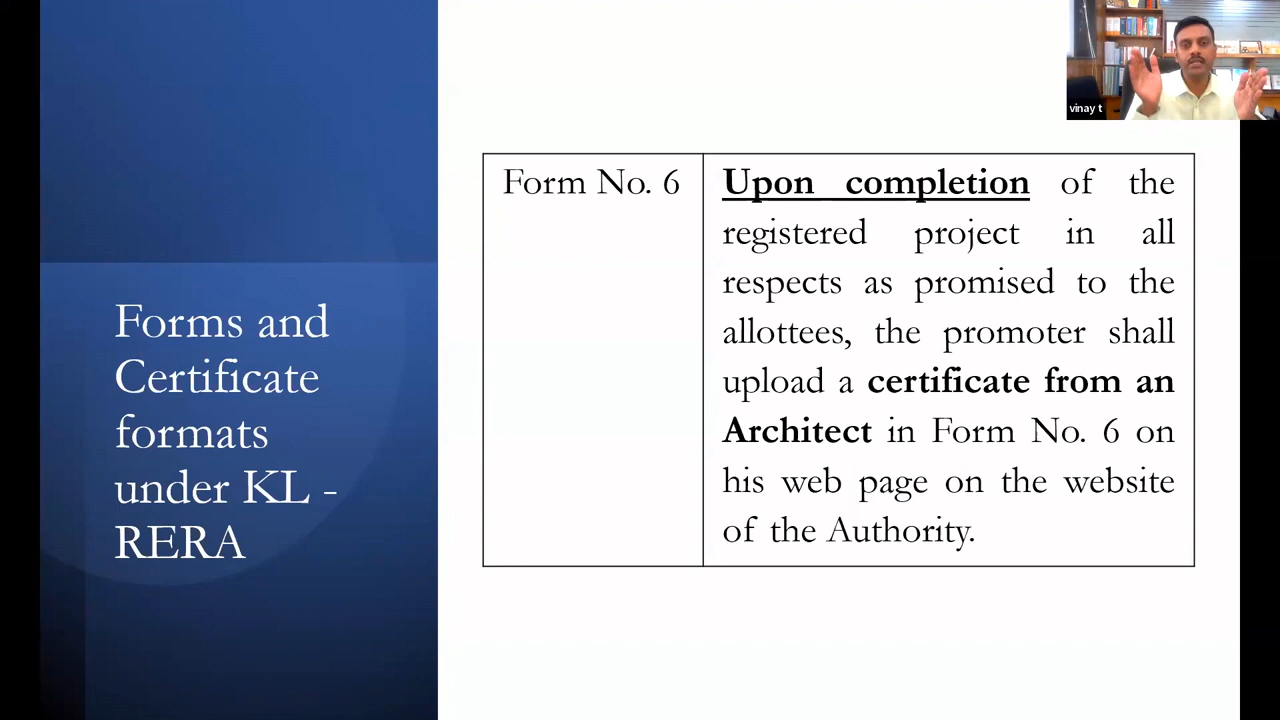 vinay t
Forms and
Certificate
formats
under KL -
RERA
Form No. 6
Upon completion of the
registered project in all
respects as promised to the
allottees, the promoter shall
upload a certificate from an
Architect in Form No. 6 on
his web page on the website
of the Authority.